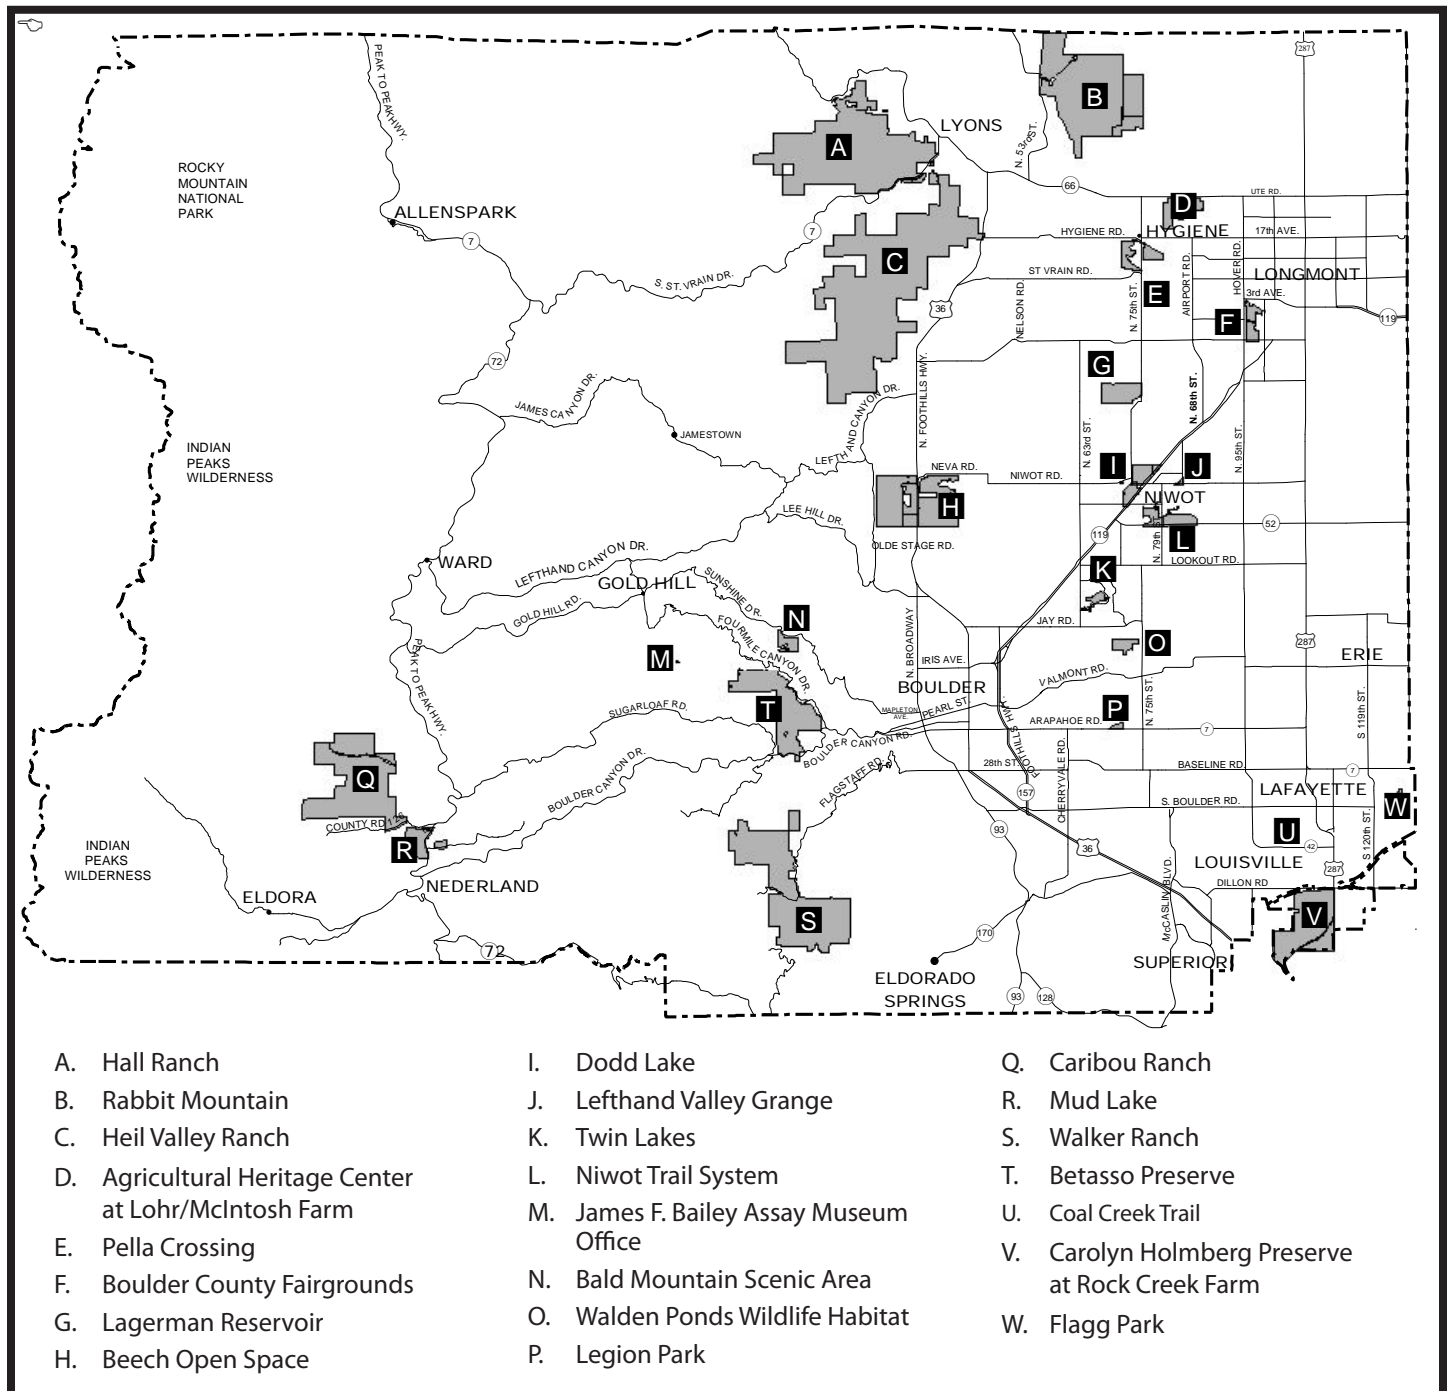 PEAK TO PEAK HWY.
287
B
LYONS
N. 53rd ST.
A
ROCKY
MOUNTAIN
NATIONAL
PARK
66
UTE RD.
D
ALLENSPARK
7
7
HYGIENE RD.
HYGIENE
17th AVE.
C
S. ST. VRAIN DR.
ST VRAIN RD.
HOVER RD.
LONGMONT
NELSON RD.
N. 75th ST.
E
AIRPORT RD.
3rd AVE.
36
F
119
72
G
JAMES CANYON DR.
N. FOOTHILLS HWY.
N. 68th ST.
LEFTHAND CANYON DR.
JAMESTOWN
N. 63rd ST.
N. 95th ST.
INDIAN
PEAKS
WILDERNESS
NEVA RD.
NIWOT RD.
I
J
H
NIWOT
LEE HILL DR.
52
119
N. 79th ST.
L
OLDE STAGE RD.
LOOKOUT RD.
WARD
LEFTHAND CANYON DR.
K
GOLD HILL
SUNSHINE DR.
GOLD HILL RD.
N
FOURMILE CANYON DR.
N. BROADWAY
JAY RD.
O
287
PEAK TO PEAK HWY.
M
IRIS AVE.
ERIE
VALMONT RD.
BOULDER
T
SUGARLOAF RD.
MAPLETON
AVE.
PEARL ST.
P
N. 75th ST.
S 119th ST.
ARAPAHOE RD.
7
BOULDER CANYON RD.
FOOTHILLS HWY.
Q
BOULDER CANYON DR.
FLAGSTAFF RD.
28th ST.
CHERRYVALE RD.
BASELINE RD.
7
LAFAYETTE
157
S. BOULDER RD.
W
COUNTY RD 126
93
U
S 120th ST.
R
36
42
INDIAN
PEAKS
WILDERNESS
LOUISVILLE
287
NEDERLAND
DILLON RD
ELDORA
McCASLIN BLVD.
S
V
170
72
SUPERIOR
ELDORADO
SPRINGS
93
128
A. Hall Ranch
B. Rabbit Mountain
C. Heil Valley Ranch
D. Agricultural Heritage Center
at Lohr/McIntosh Farm
E. Pella Crossing
F. Boulder County Fairgrounds
G. Lagerman Reservoir
H. Beech Open Space
I. Dodd Lake
J. Lefthand Valley Grange
K. Twin Lakes
L. Niwot Trail System
M. James F. Bailey Assay Museum
Office
N. Bald Mountain Scenic Area
O. Walden Ponds Wildlife Habitat
P. Legion Park
Q. Caribou Ranch
R. Mud Lake
S. Walker Ranch
T. Betasso Preserve
U. Coal Creek Trail
V. Carolyn Holmberg Preserve
at Rock Creek Farm
W. Flagg Park